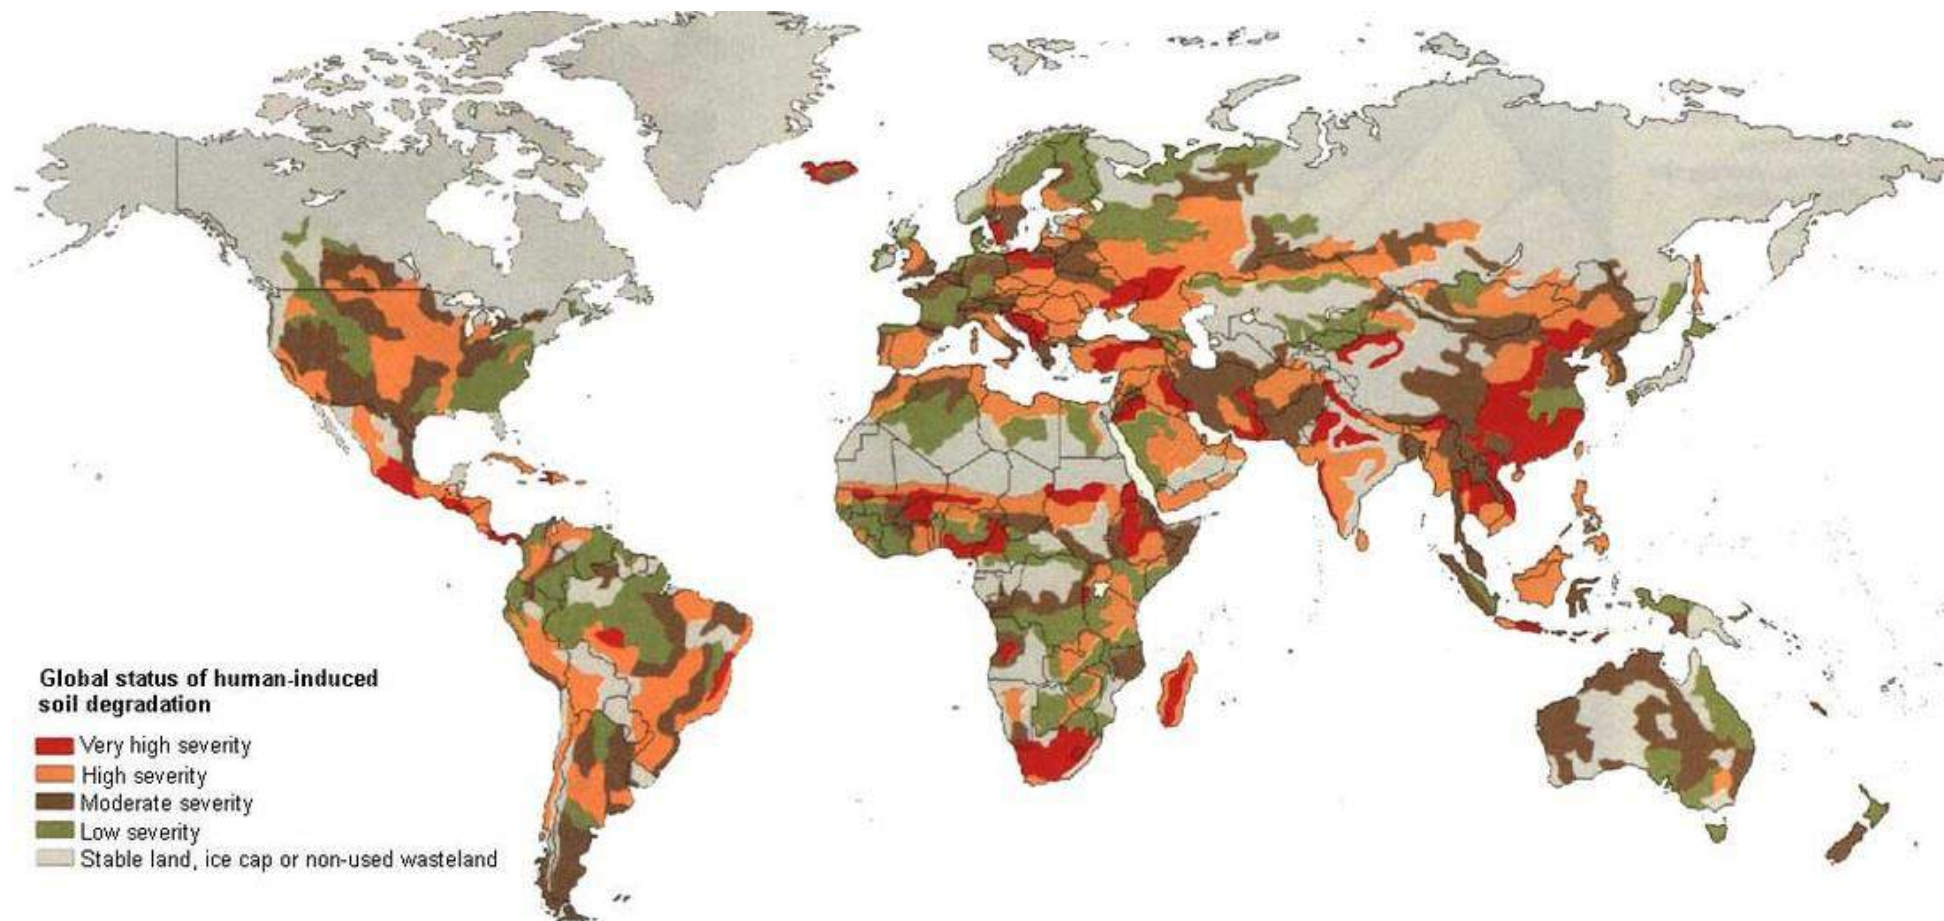 Global status of human-induced
soil degradation
Very high severity
High severity
Moderate severity
Low severity
Stable land, ice cap or non-used wasteland